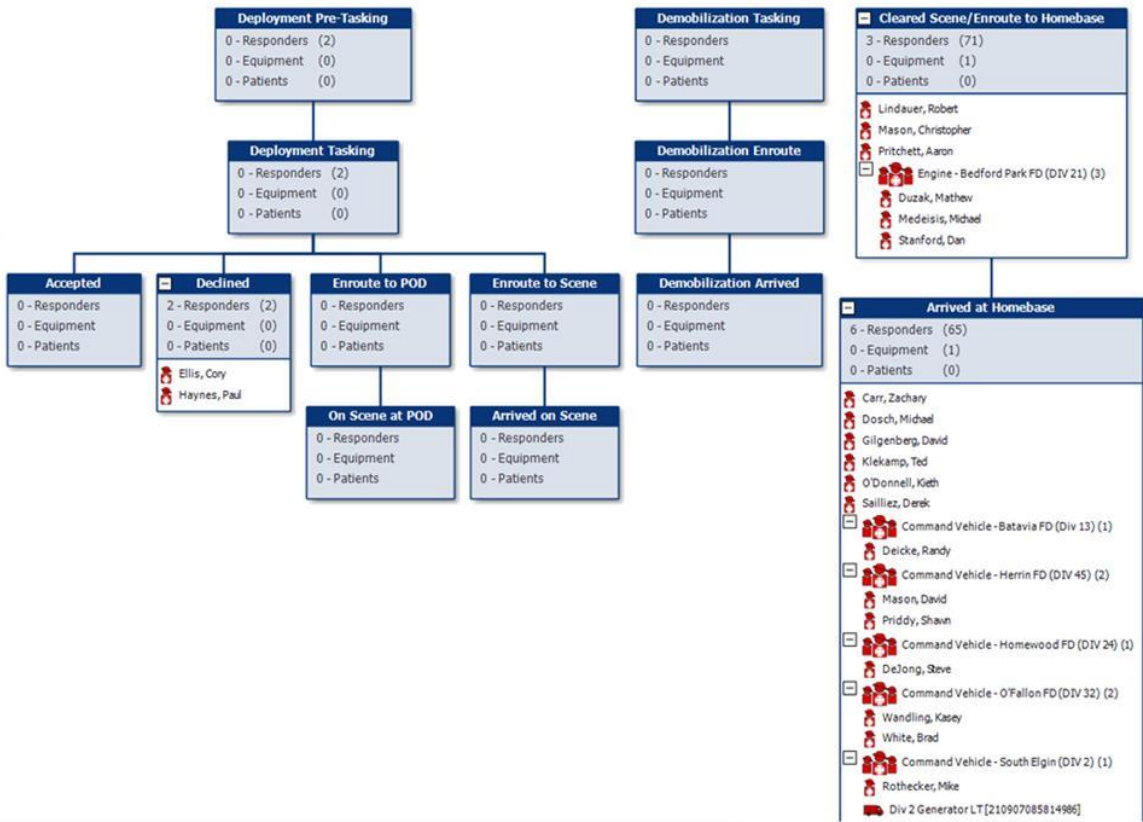 Deployment Pre-Tasking
0 - Responders (2)
0 - Equipment (0)
0 - Patients (0)
Deployment Tasking
0 - Responders (2)
0 - Equipment (0)
0 - Patients (0)
Accepted
0 - Responders
0 - Equipment
0 - Patients
Declined
2 - Responders (2)
0 - Equipment (0)
0 - Patients (0)
Ellis, Cory
Haynes, Paul
Enroute to POD
0 - Responders
0 - Equipment
0 - Patients
On Scene at POD
0 - Responders
0 - Equipment
0 - Patients
Enroute to Scene
0 - Responders
0 - Equipment
0 - Patients
Arrived on Scene
0 - Responders
0 - Equipment
0 - Patients
Demobilization Tasking
0 - Responders
0 - Equipment
0 - Patients
Demobilization Enroute
0 - Responders
0 - Equipment
0 - Patients
Demobilization Arrived
0 - Responders
0 - Equipment
0 - Patients
Cleared Scene/Enroute to Homebase
3 - Responders (71)
0 - Equipment (1)
0 - Patients (0)
Lindauer, Robert
Mason, Christopher
Pritchett, Aaron
Engine - Bedford Park FD (DIV 21) (3)
Duzak, Mathew
Medeisis, Michael
Stanford, Dan
Arrived at Homebase
6 - Responders (65)
0 - Equipment (1)
0 - Patients (0)
Carr, Zachary
Dosch, Michael
Gilgenberg, David
Klekamp, Ted
O'Donnell, Kieth
Sailliez, Derek
Command Vehicle - Batavia FD (Div 13) (1)
Deicke, Randy
Command Vehicle - Herrin FD (DIV 45) (2)
Mason, David
Priddy, Shawn
Command Vehicle - Homewood FD (DIV 24) (1)
DeJong, Steve
Command Vehicle - O'Fallon FD (DIV 32) (2)
Wandling, Kasey
White, Brad
Command Vehicle - South Elgin (DIV 2) (1)
Rothecker, Mike
Div 2 Generator LT [210907085814986]